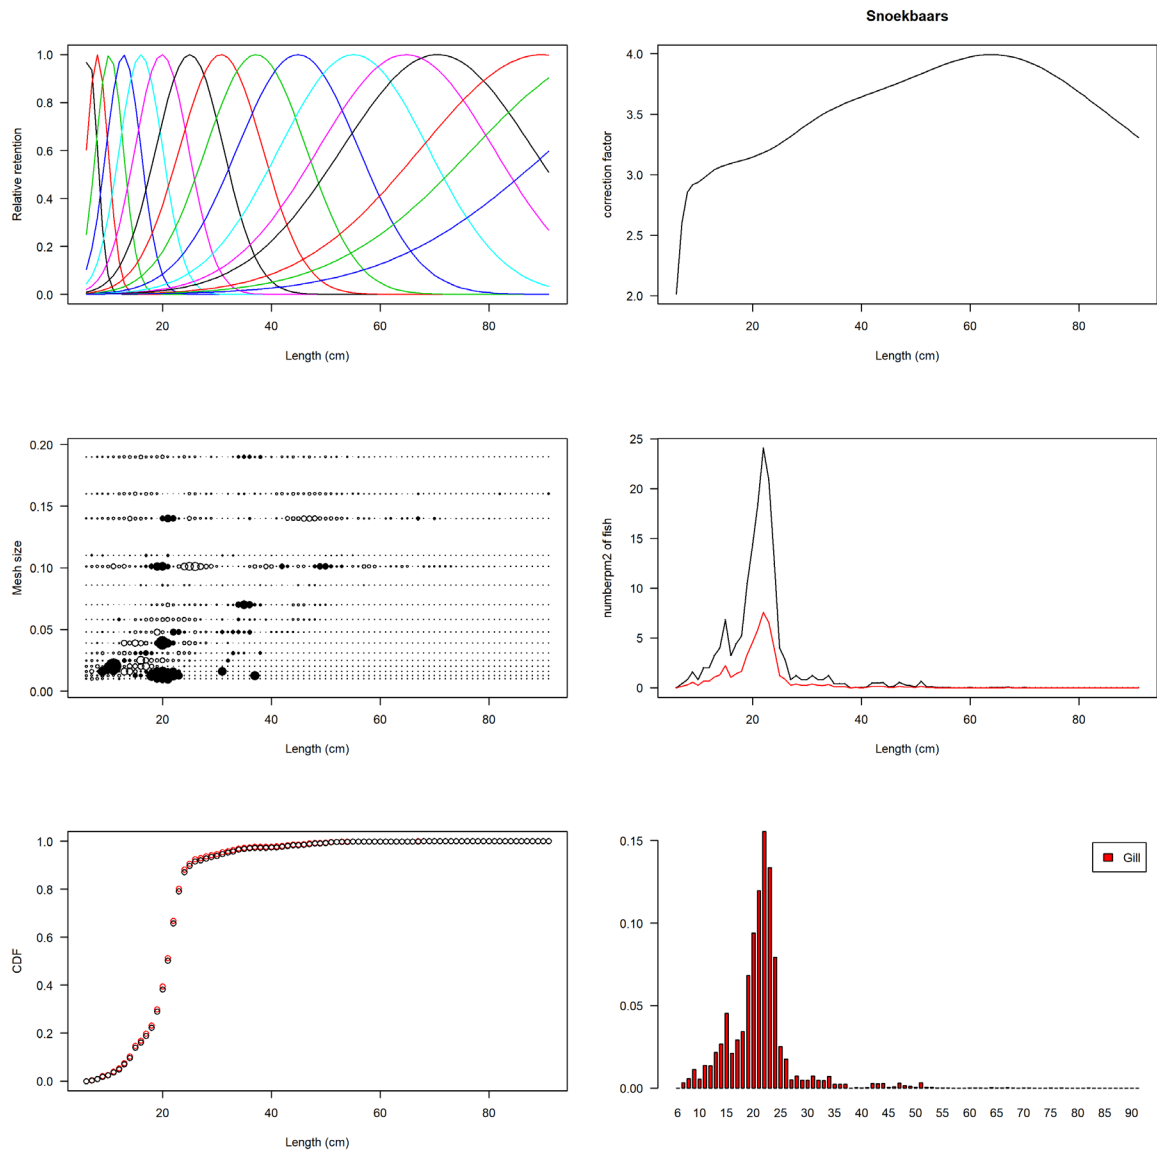 Relative retention
1.0
0.8
0.6
0.4
0.2
0.0
20 40 60 80
Length (cm)
Snoekbaars
correction factor
4.0
3.5
3.0
2.5
2.0
20 40 60 80
Length (cm)
Mesh size
0.20
0.15
0.10
0.05
0.00
20 40 60 80
Length (cm)
numberpm2 of fish
25
20
15
10
5
0
20 40 60 80
Length (cm)
CDF
1.0
0.8
0.6
0.4
0.2
0.0
20 40 60 80
Length (cm)
0.15
0.10
0.05
0.00
Gill
6 10 15 20 25 30 35 40 45 50 55 60 65 70 75 80 85 90